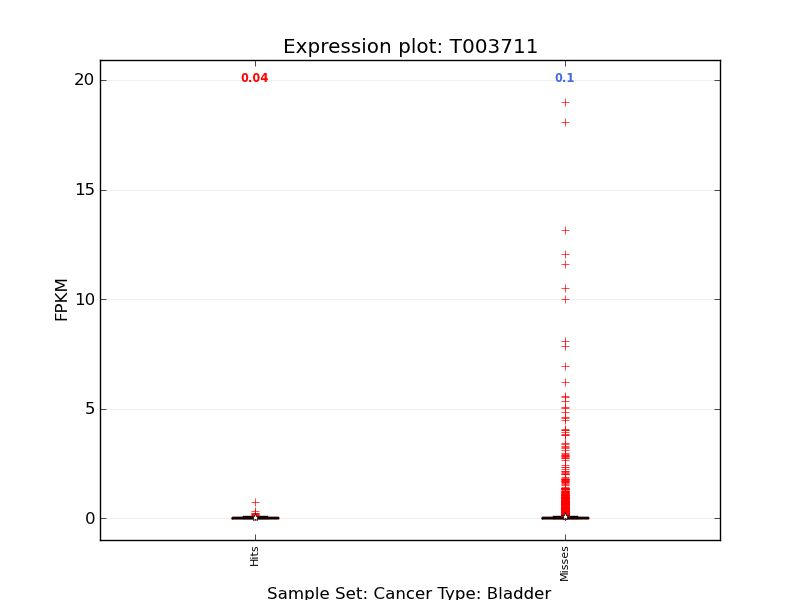 Expression plot: T003711
0.04
0.1
20
15
10
5
0
FPKM
Hits
Misses
Sample Set: Cancer Type: Bladder